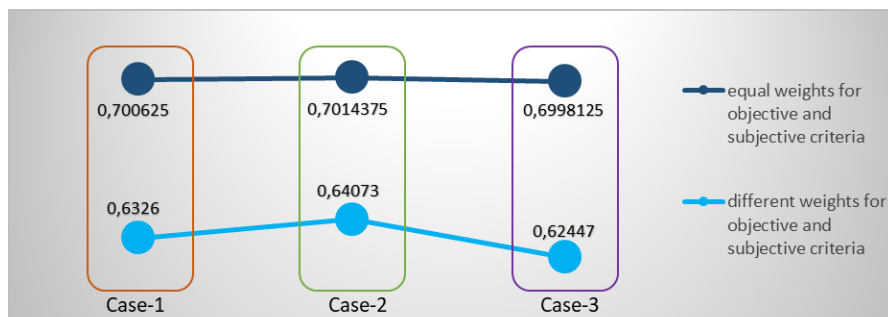 0,700625
0,7014375
0,6998125
0,6326
0,64073
0,62447
Case-1
Case-2
Case-3
equal weights for
objective and
subjective criteria
different weights for
objective and
subjective criteria